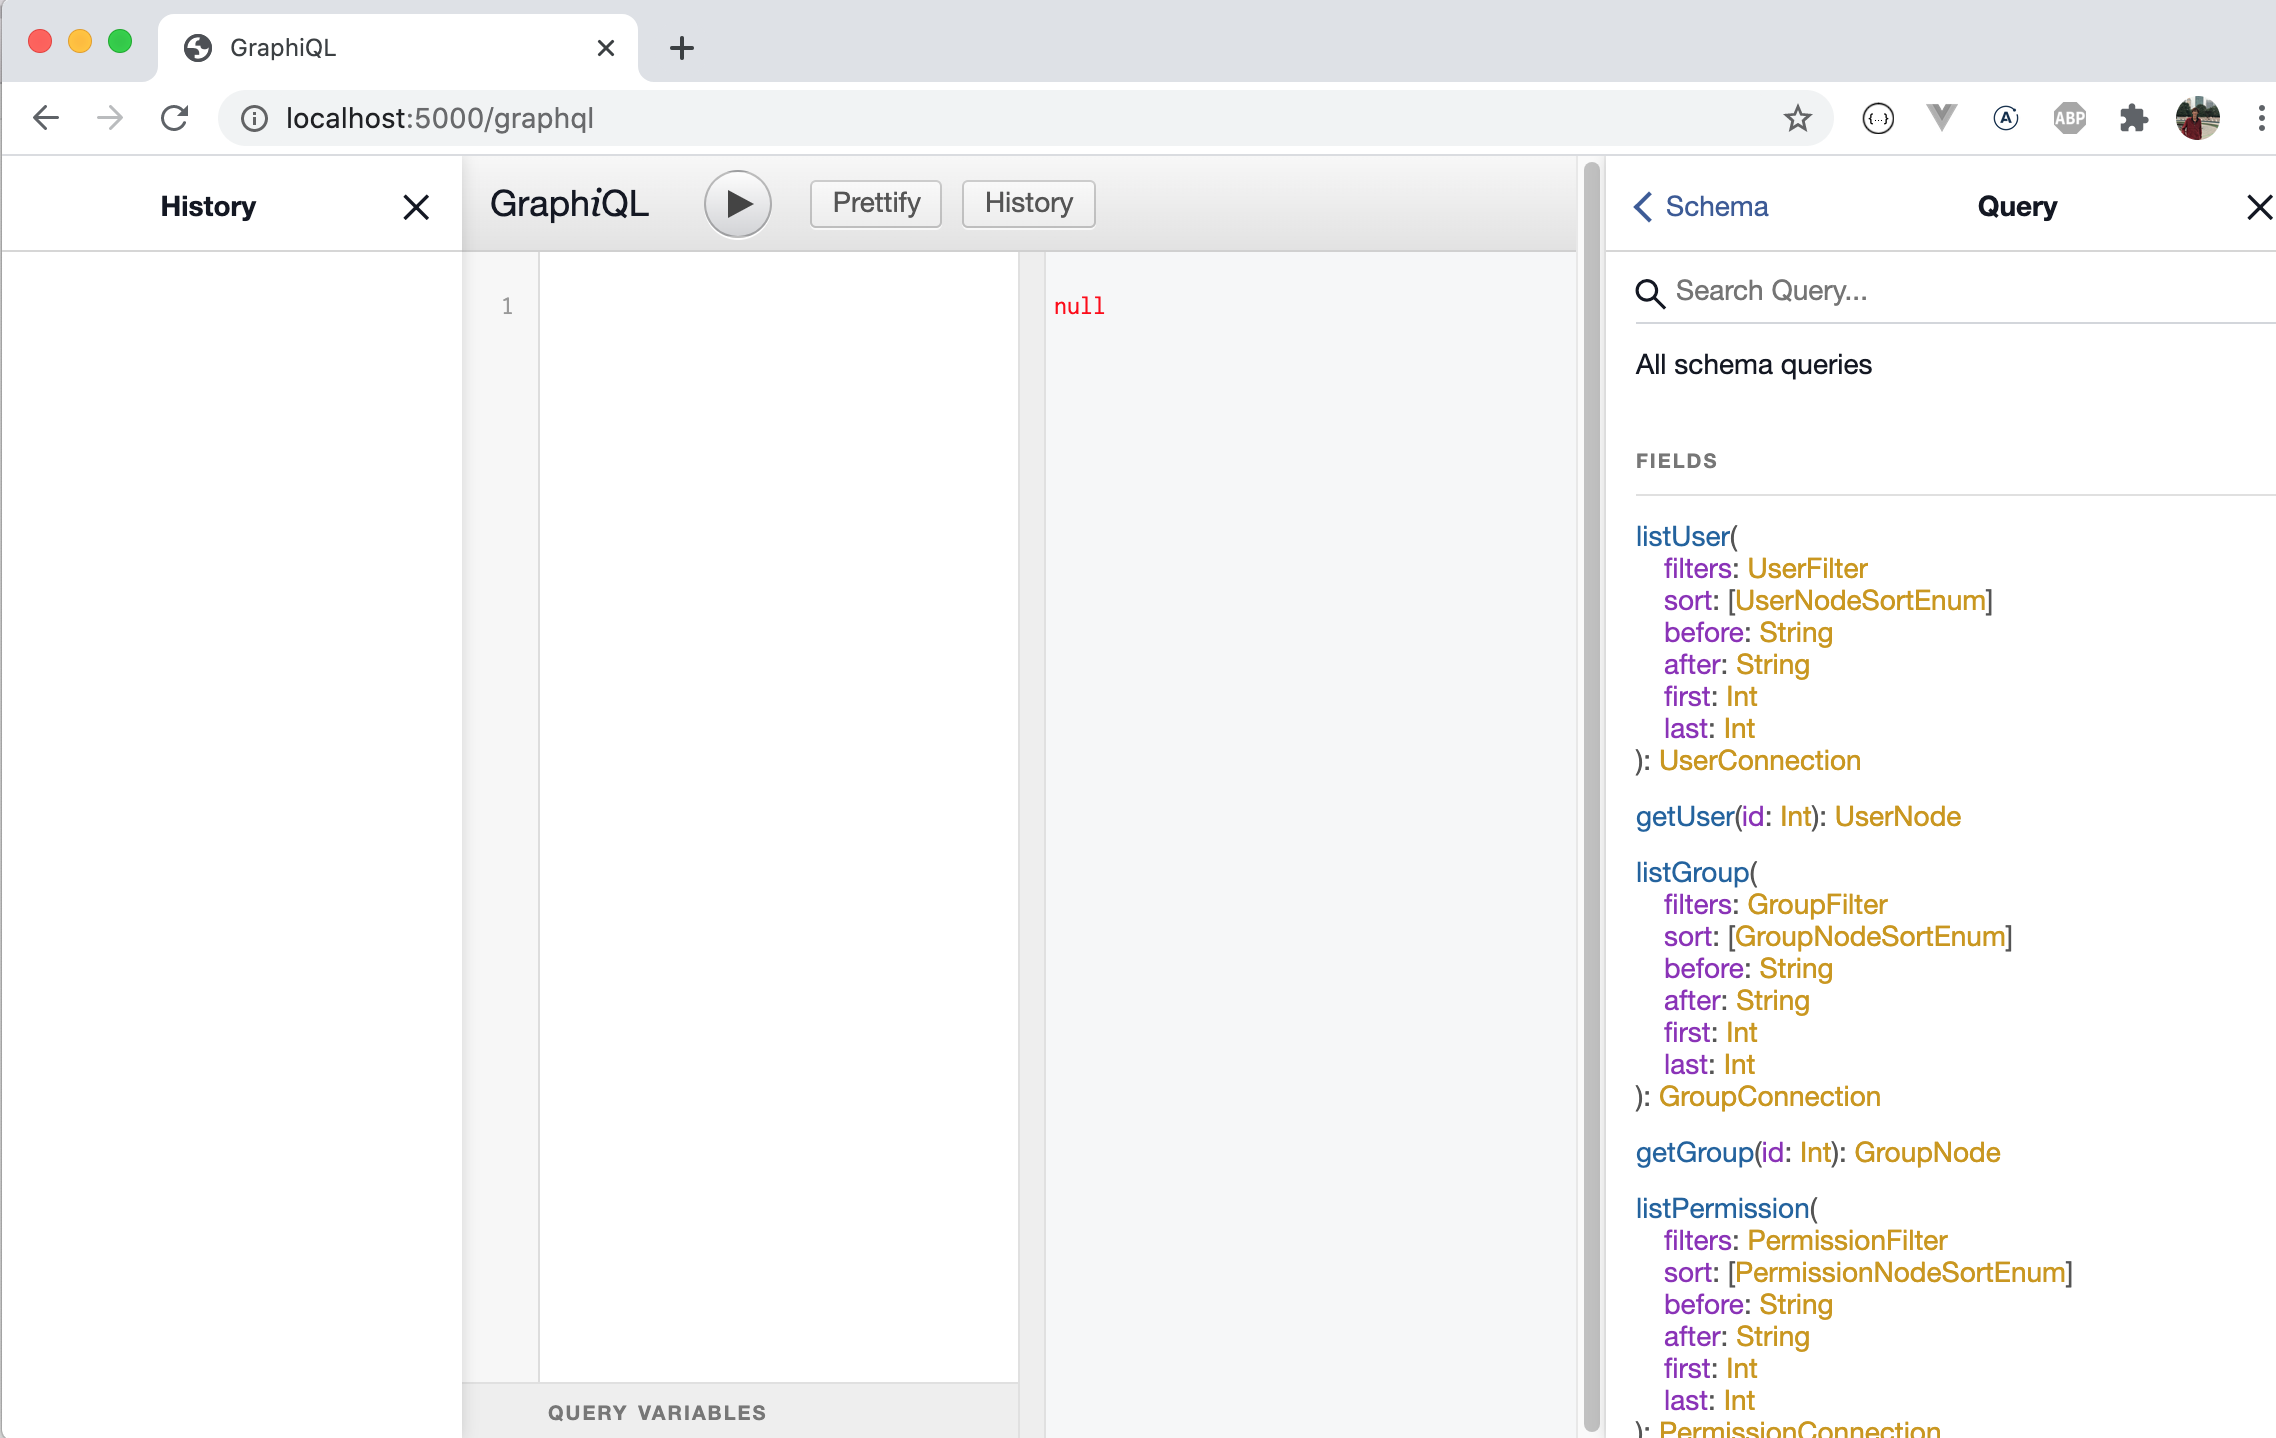 GraphiQL
localhost:5000/graphql
{...}
A
ABP
History
GraphiQL
Prettify
History
Schema
Query
1
null
Search Query...
All schema queries
FIELDS
listUser(
filters: UserFilter
sort: [UserNodeSortEnum]
before: String
after: String
first: Int
last: Int
): UserConnection
getUser(id: Int): UserNode
listGroup(
filters: GroupFilter
sort: [GroupNodeSortEnum]
before: String
after: String
first: Int
last: Int
): GroupConnection
getGroup(id: Int): GroupNode
listPermission(
filters: PermissionFilter
sort: [PermissionNodeSortEnum]
before: String
after: String
first: Int
last: Int
): PermissionConnection
QUERY VARIABLES